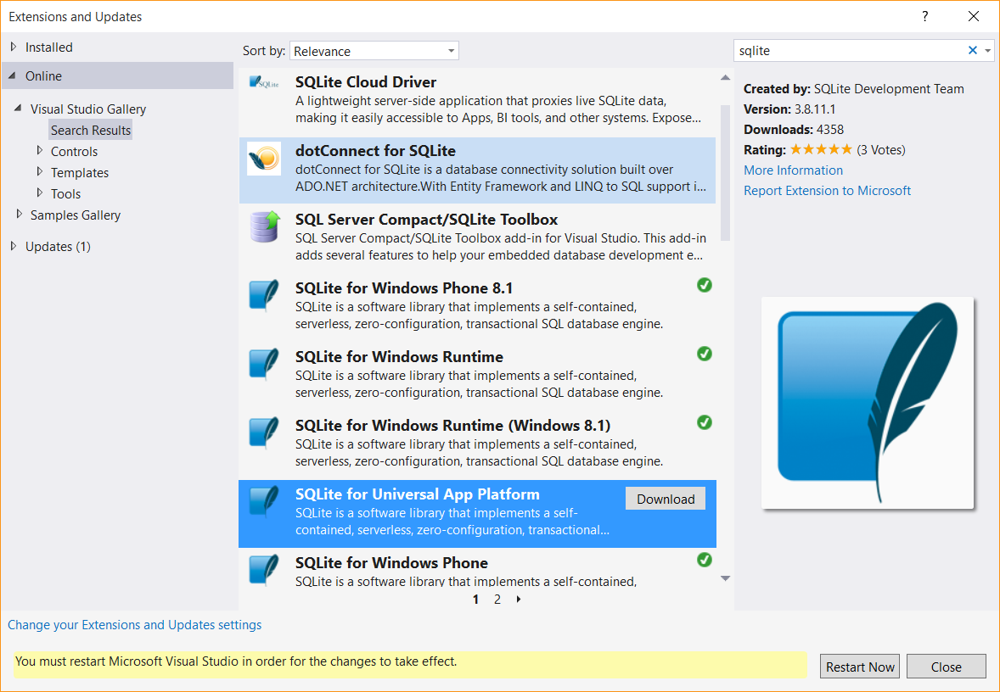 Extensions and Updates
?
Installed
Online
Visual Studio Gallery
Search Results
Controls
Templates
Tools
Samples Gallery
Updates (1)
Sort by: Relevance
SQLite
SQLite Cloud Driver
A lightweight server-side application that proxies live SQLite data,
making it easily accessible to Apps, BI tools, and other systems. Expose...
dotConnect for SQLite
dotConnect for SQLite is a database connectivity solution built over
ADO.NET architecture.With Entity Framework and LINQ to SQL support i...
SQL Server Compact/SQLite Toolbox
SQL Server Compact/SQLite Toolbox add-in for Visual Studio. This add-in
adds several features to help your embedded database development e...
SQLite for Windows Phone 8.1
SQLite is a software library that implements a self-contained,
serverless, zero-configuration, transactional SQL database engine.
SQLite for Windows Runtime
SQLite is a software library that implements a self-contained,
serverless, zero-configuration, transactional SQL database engine.
SQLite for Windows Runtime (Windows 8.1)
SQLite is a software library that implements a self-contained,
serverless, zero-configuration, transactional SQL database engine.
SQLite for Universal App Platform
Download
SQLite is a software library that implements a self-
contained, serverless, zero-configuration, transactional...
SQLite for Windows Phone
SQLite is a software library that implements a self-contained,
1 2
sqlite
Created by: SQLite Development Team
Version: 3.8.11.1
Downloads: 4358
Rating: ★★★★★ (3 Votes)
More Information
Report Extension to Microsoft
Change your Extensions and Updates settings
You must restart Microsoft Visual Studio in order for the changes to take effect.
Restart Now
Close